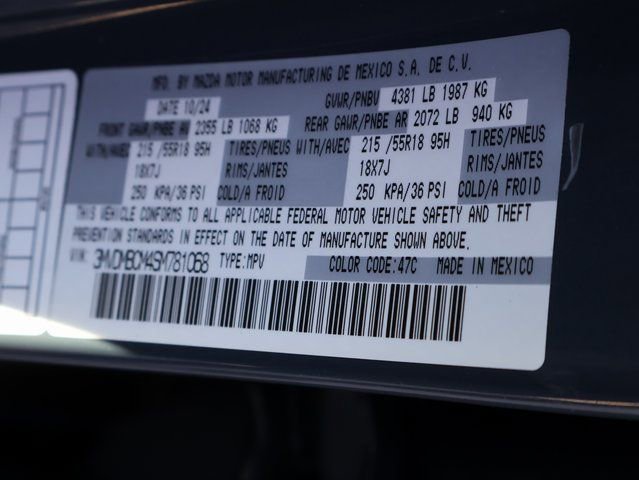 MFD. BY MAZDA MOTOR MANUFACTURING DE MEXICO S.A. DE C.V.
DATE 10/24 GVWR/PNBV 4381 LB 1987 KG
FRONT GAWR/PNBE AV 2355 LB 1068 KG REAR GAWR/PNBE AR 2072 LB 940 KG
WITH/AVEC 215 /55R18 95H TIRES/PNEUS WITH/AVEC 215 /55R18 95H TIRES/PNEUS
18X7J RIMS/JANTES 18X7J RIMS/JANTES
250 KPA/36 PSI COLD/A FROID 250 KPA/36 PSI COLD/A FROID
THIS VEHICLE CONFORMS TO ALL APPLICABLE FEDERAL MOTOR VEHICLE SAFETY AND THEFT
PREVENTION STANDARDS IN EFFECT ON THE DATE OF MANUFACTURE SHOWN ABOVE.
VIN: 3MVDMBCM4SM781068 TYPE:MPV COLOR CODE:47C MADE IN MEXICO